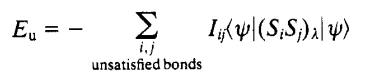 E_u = − ∑_{i,j} I_{ij}⟨ψ|(S_iS_j)_λ|ψ⟩
unsatisfied bonds